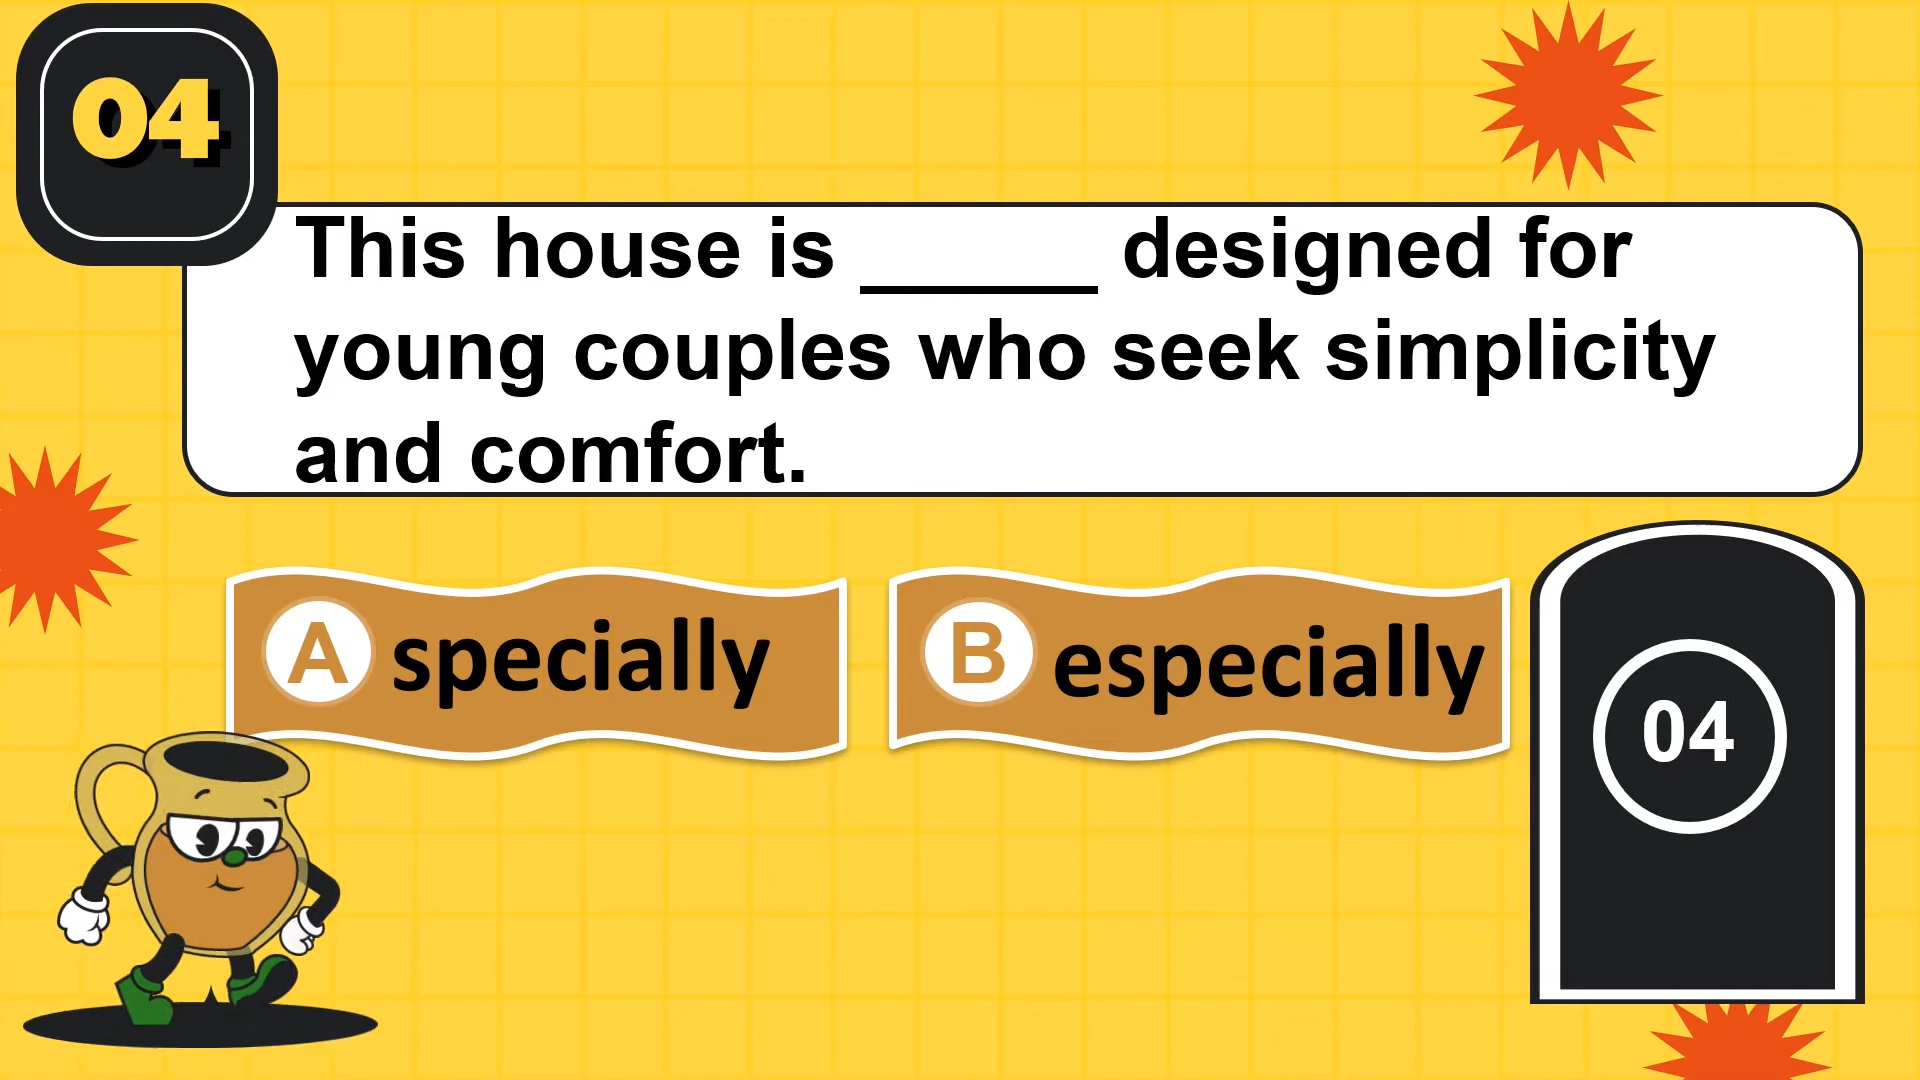 04
This house is _____ designed for
young couples who seek simplicity
and comfort.
A specially
B especially
04